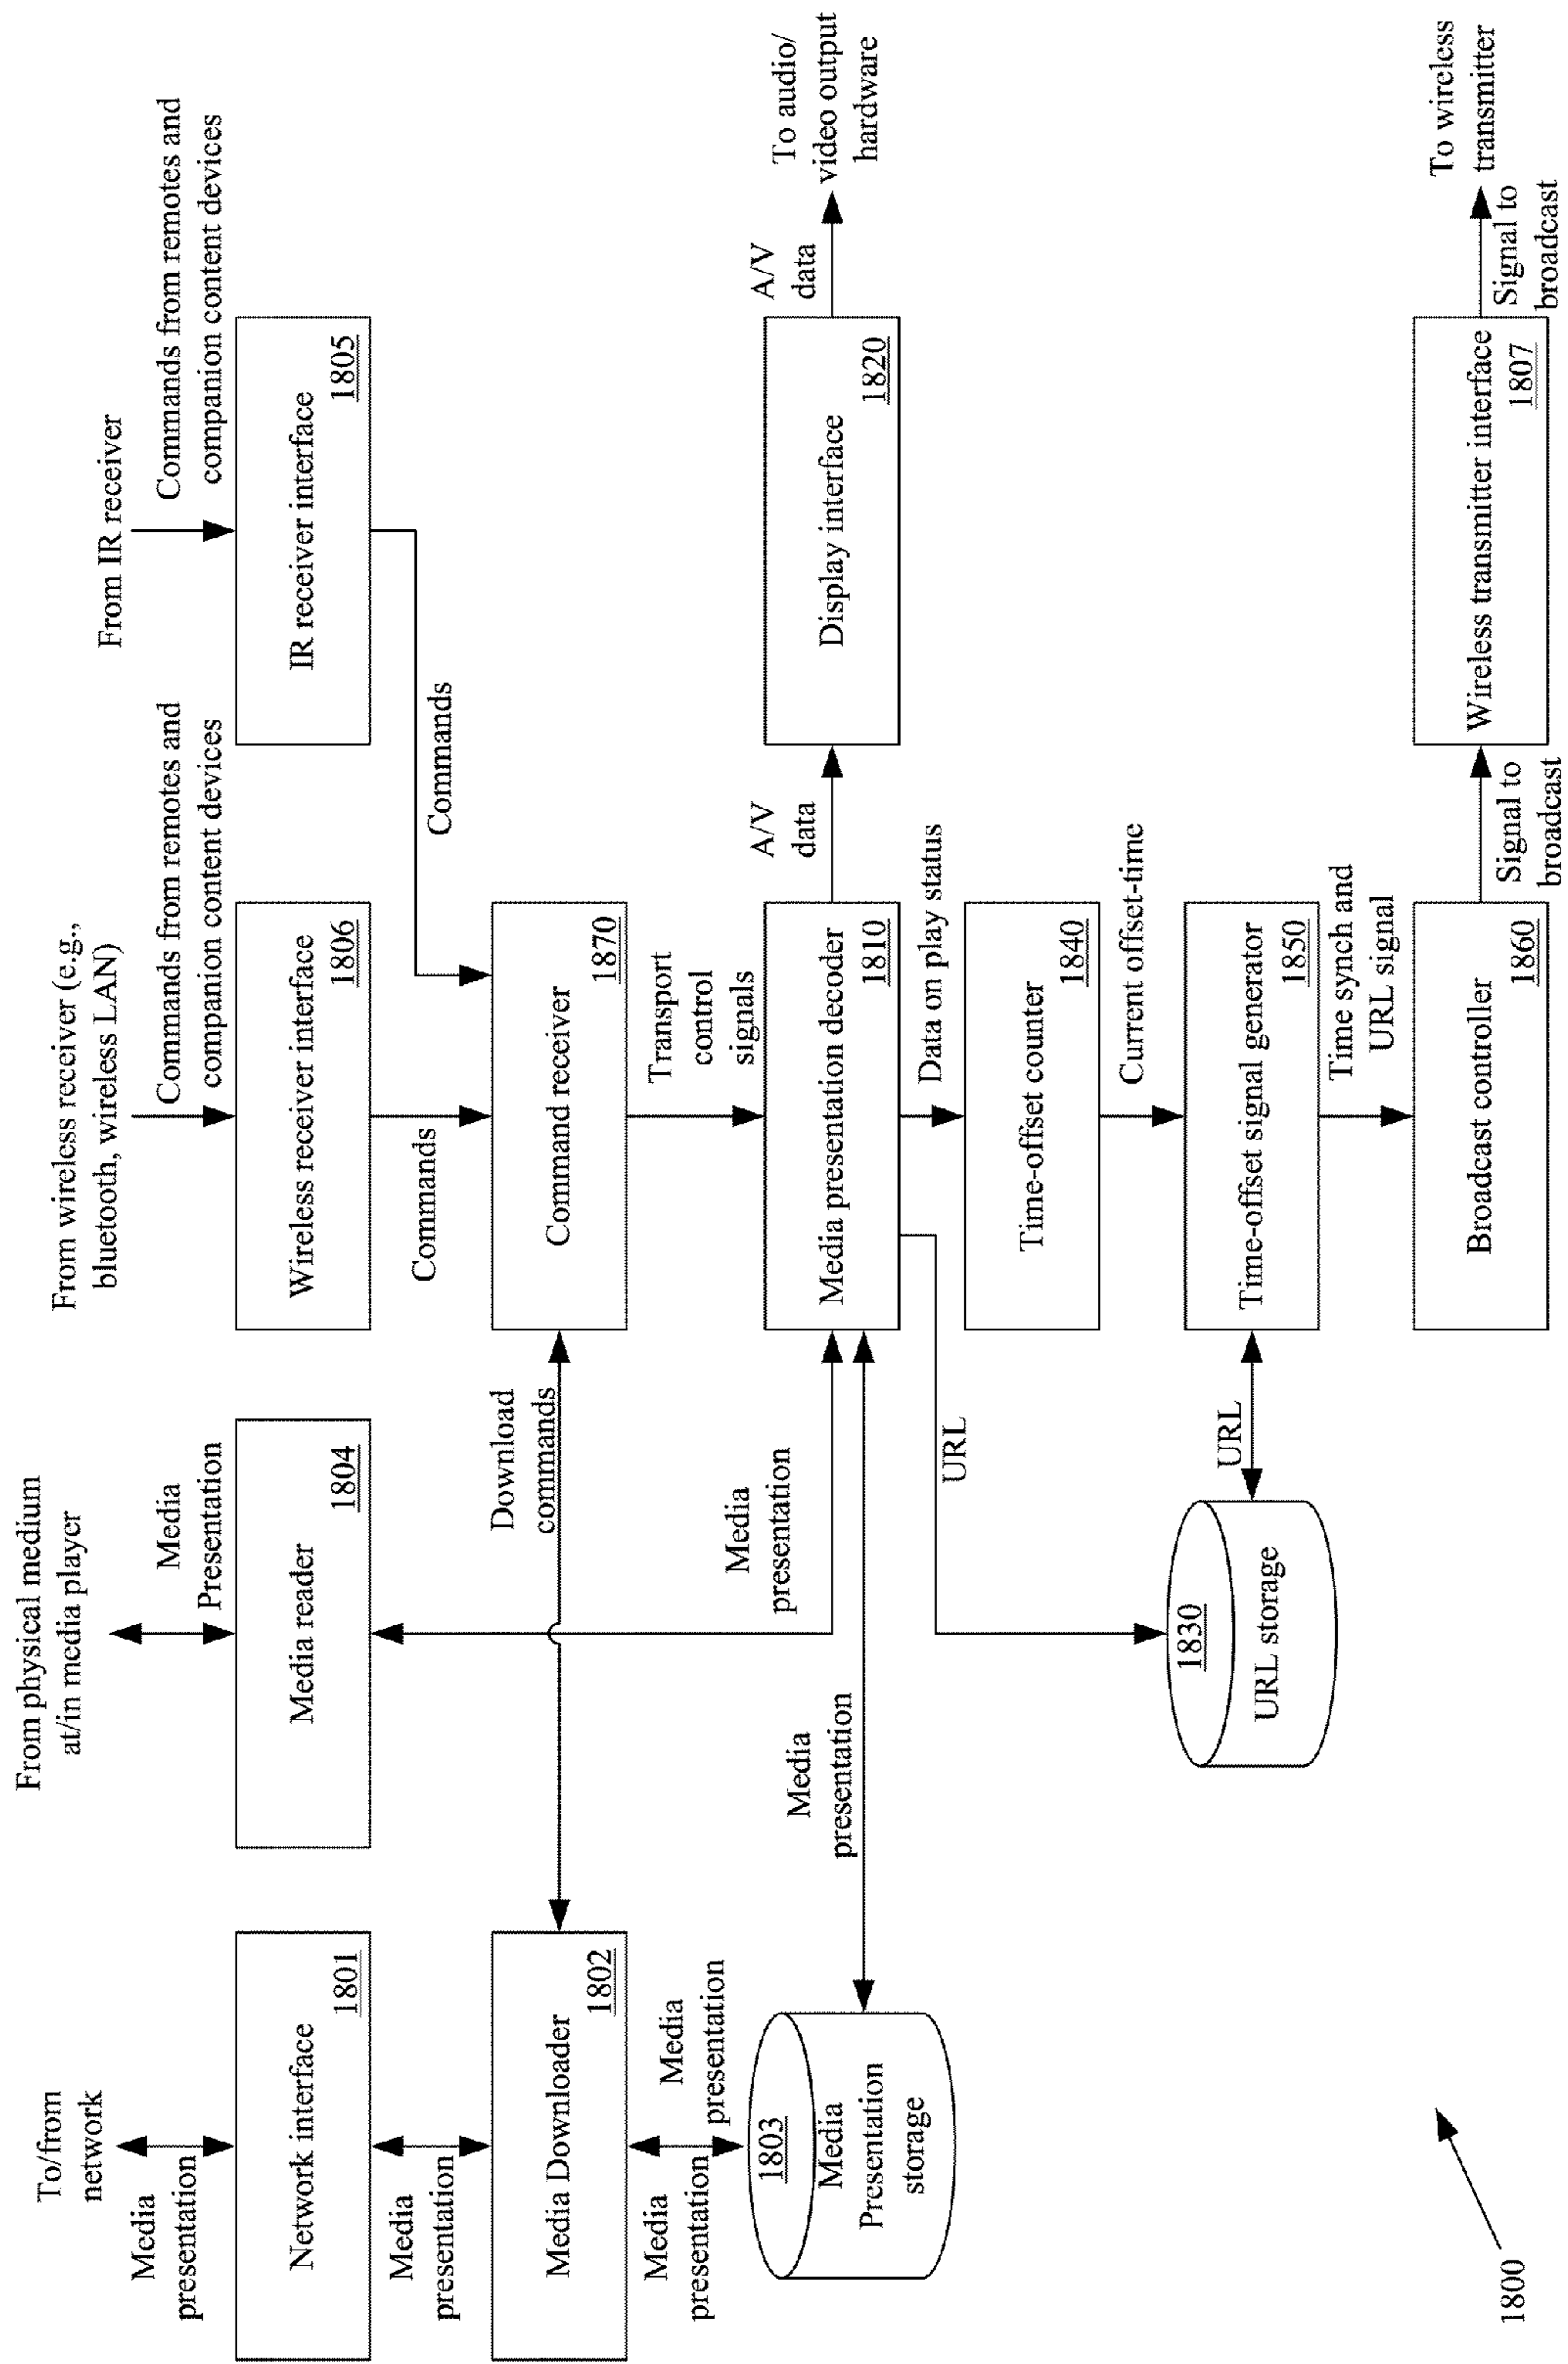 To/from
network
Media
presentation
Network interface
1801
Media
presentation
Media Downloader
1802
Media
presentation
Media
presentation
1803
Media
Presentation
storage
From physical medium
at/in media player
Media
Presentation
Media reader
1804
Download
commands
Media
presentation
Media
presentation
URL
1830
URL storage
URL
From wireless receiver (e.g.,
bluetooth, wireless LAN)
Commands from remotes and
companion content devices
Wireless receiver interface
1806
Commands
Command receiver
1870
Transport
control
signals
Media presentation decoder
1810
Data on play status
Time-offset counter
1840
Current offset-time
Time-offset signal generator
1850
Time synch and
URL signal
Broadcast controller
1860
From IR receiver
Commands from remotes and
companion content devices
IR receiver interface
1805
Commands
A/V
data
Display interface
1820
A/V
data
To audio/
video output
hardware
Signal to
broadcast
Wireless transmitter interface
1807
Signal to
broadcast
To wireless
transmitter
1800